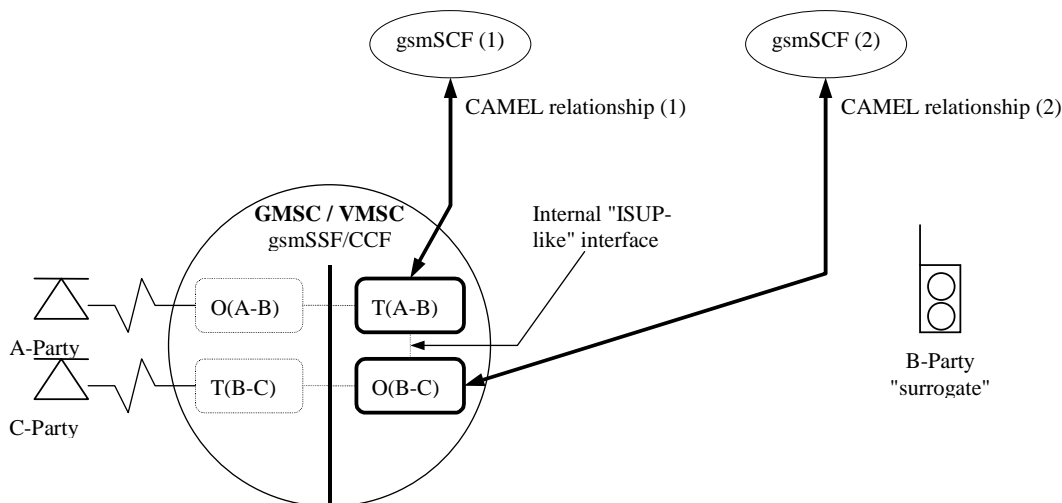 gsmSCF (1)
gsmSCF (2)
CAMEL relationship (1)
CAMEL relationship (2)
GMSC / VMSC
gsmSSF/CCF
Internal "ISUP-
like" interface
O(A-B)
T(A-B)
A-Party
T(B-C)
O(B-C)
C-Party
B-Party
"surrogate"